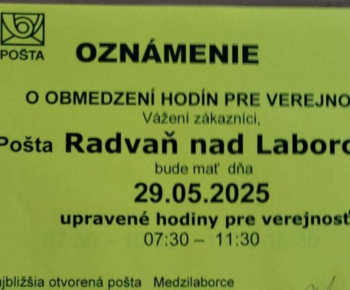 POŠTA
OZNÁMENIE
O OBMEDZENÍ HODÍN PRE VEREJNO
Vážení zákazníci,
Pošta Radvaň nad Laborc
bude mať dňa
29.05.2025
upravené hodiny pre verejnosť
07:30 – 11:30
ajbližšia otvorená pošta Medzilaborce